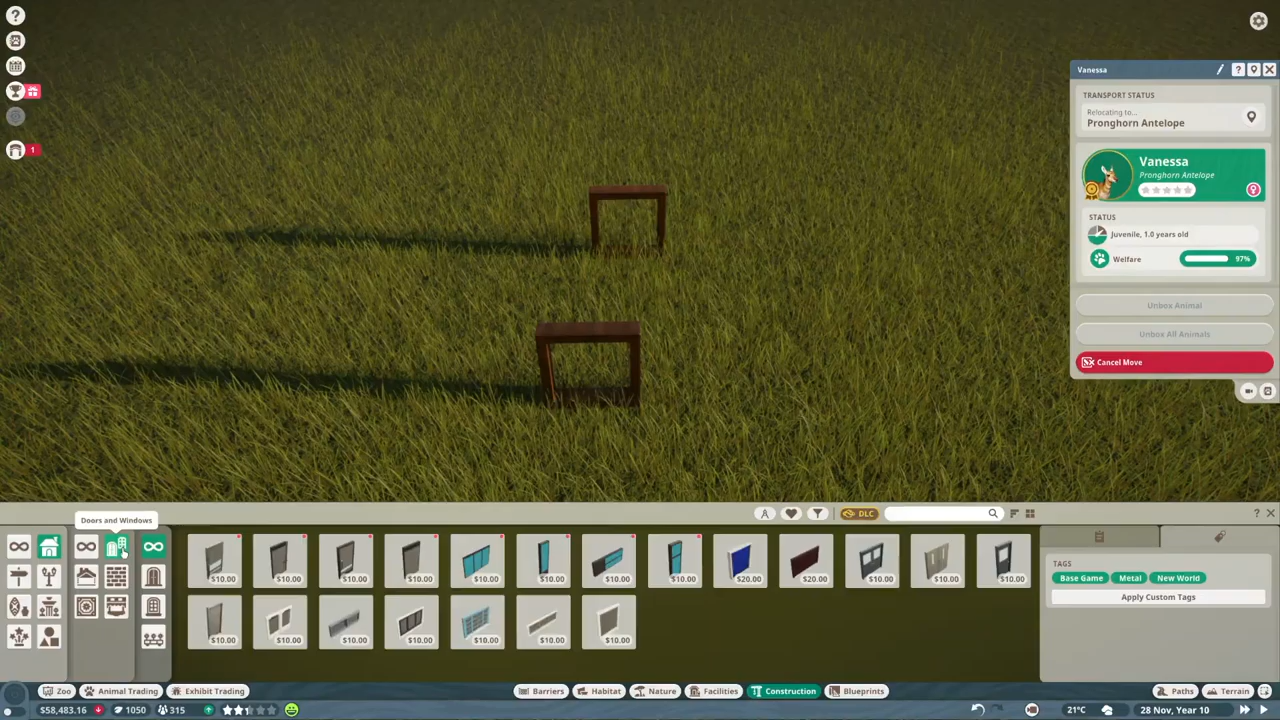 ?
Vanessa
?
TRANSPORT STATUS
Relocating to...
Pronghorn Antelope
1
Vanessa
Pronghorn Antelope
STATUS
Juvenile, 1.0 years old
Welfare
97%
Unbox Animal
Unbox All Animals
Cancel Move
Doors and Windows
DLC
?
$10.00 $10.00 $10.00 $10.00 $10.00 $10.00 $10.00 $10.00 $20.00 $20.00 $10.00 $10.00 $10.00
$10.00 $10.00 $10.00 $10.00 $10.00 $10.00 $10.00
TAGS
Base Game Metal New World
Apply Custom Tags
Zoo Animal Trading Exhibit Trading Barriers Habitat Nature Facilities Construction Blueprints Paths Terrain
$58,483.16 1050 315 21°C 28 Nov, Year 10